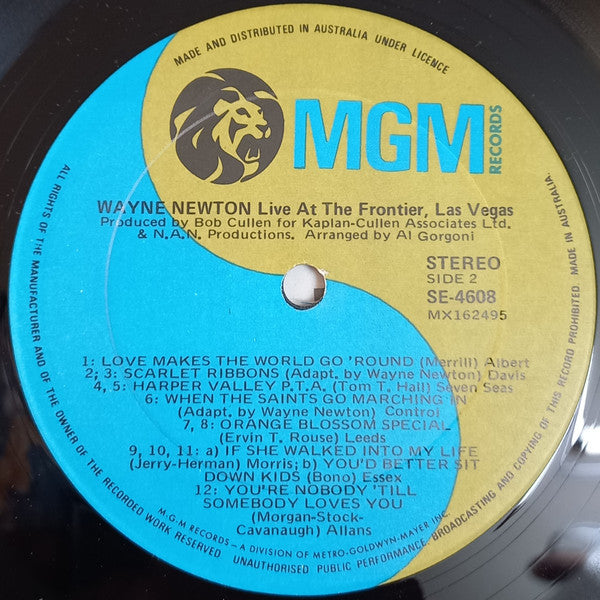 MADE AND DISTRIBUTED IN AUSTRALIA UNDER LICENCE
MGM
RECORDS
WAYNE NEWTON Live At The Frontier, Las Vegas
Produced by Bob Cullen for Kaplan-Cullen Associates Ltd.
& N.A.N. Productions. Arranged by Al Gorgoni
STEREO
SIDE 2
SE-4608
MX162495
1: LOVE MAKES THE WORLD GO 'ROUND (Merrill) Albert
2; 3: SCARLET RIBBONS (Adapt. by Wayne Newton) Davis
4, 5: HARPER VALLEY P.T.A. (Tom T. Hall) Seven Seas
6: WHEN THE SAINTS GO MARCHING IN
(Adapt. by Wayne Newton) Control
7, 8: ORANGE BLOSSOM SPECIAL
(Ervin T. Rouse) Leeds
9, 10, 11: a) IF SHE WALKED INTO MY LIFE
(Jerry-Herman) Morris; b) YOU'D BETTER SIT
DOWN KIDS (Bono) Essex
12: YOU'RE NOBODY 'TILL
SOMEBODY LOVES YOU
(Morgan-Stock-
Cavanaugh) Allans
M.G.M RECORDS – A DIVISION OF METRO-GOLDWYN-MAYER INC.
ALL RIGHTS OF THE MANUFACTURER AND OF THE OWNER OF THE RECORDED WORK RESERVED. UNAUTHORISED PUBLIC PERFORMANCE, BROADCASTING AND COPYING OF THIS RECORD PROHIBITED. MADE IN AUSTRALIA.